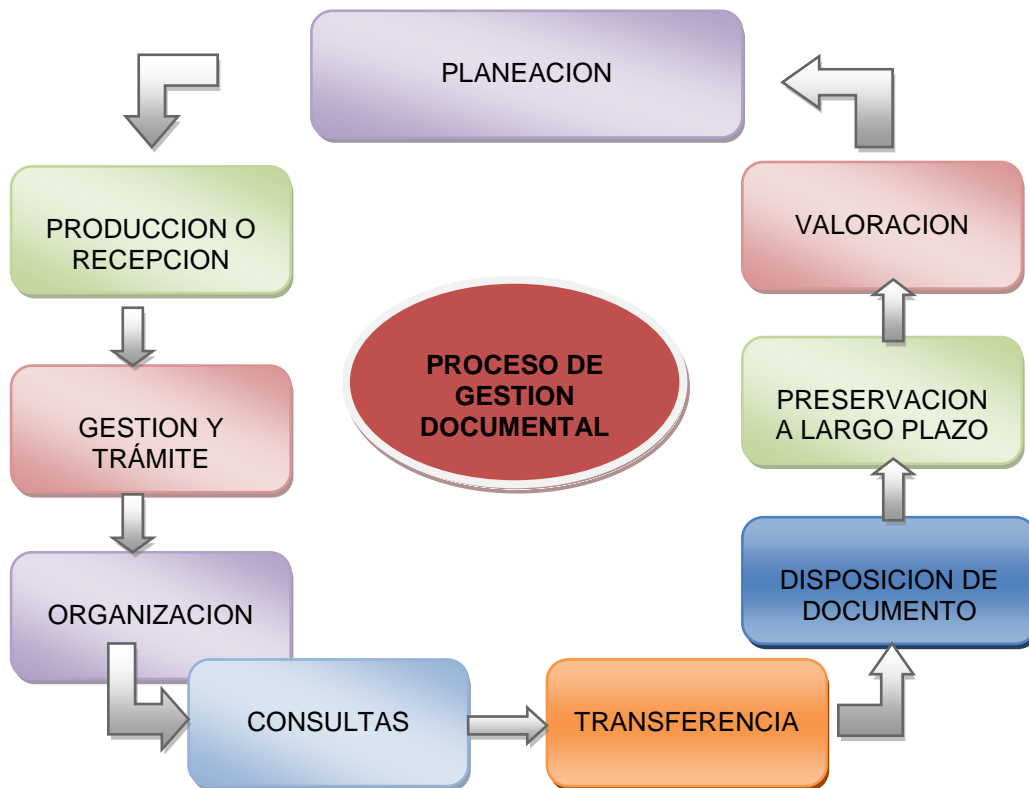 PLANEACION
PRODUCCION O
RECEPCION
GESTION Y
TRÁMITE
ORGANIZACION
CONSULTAS
TRANSFERENCIA
DISPOSICION DE
DOCUMENTO
PRESERVACION
A LARGO PLAZO
VALORACION
PROCESO DE
GESTION
DOCUMENTAL